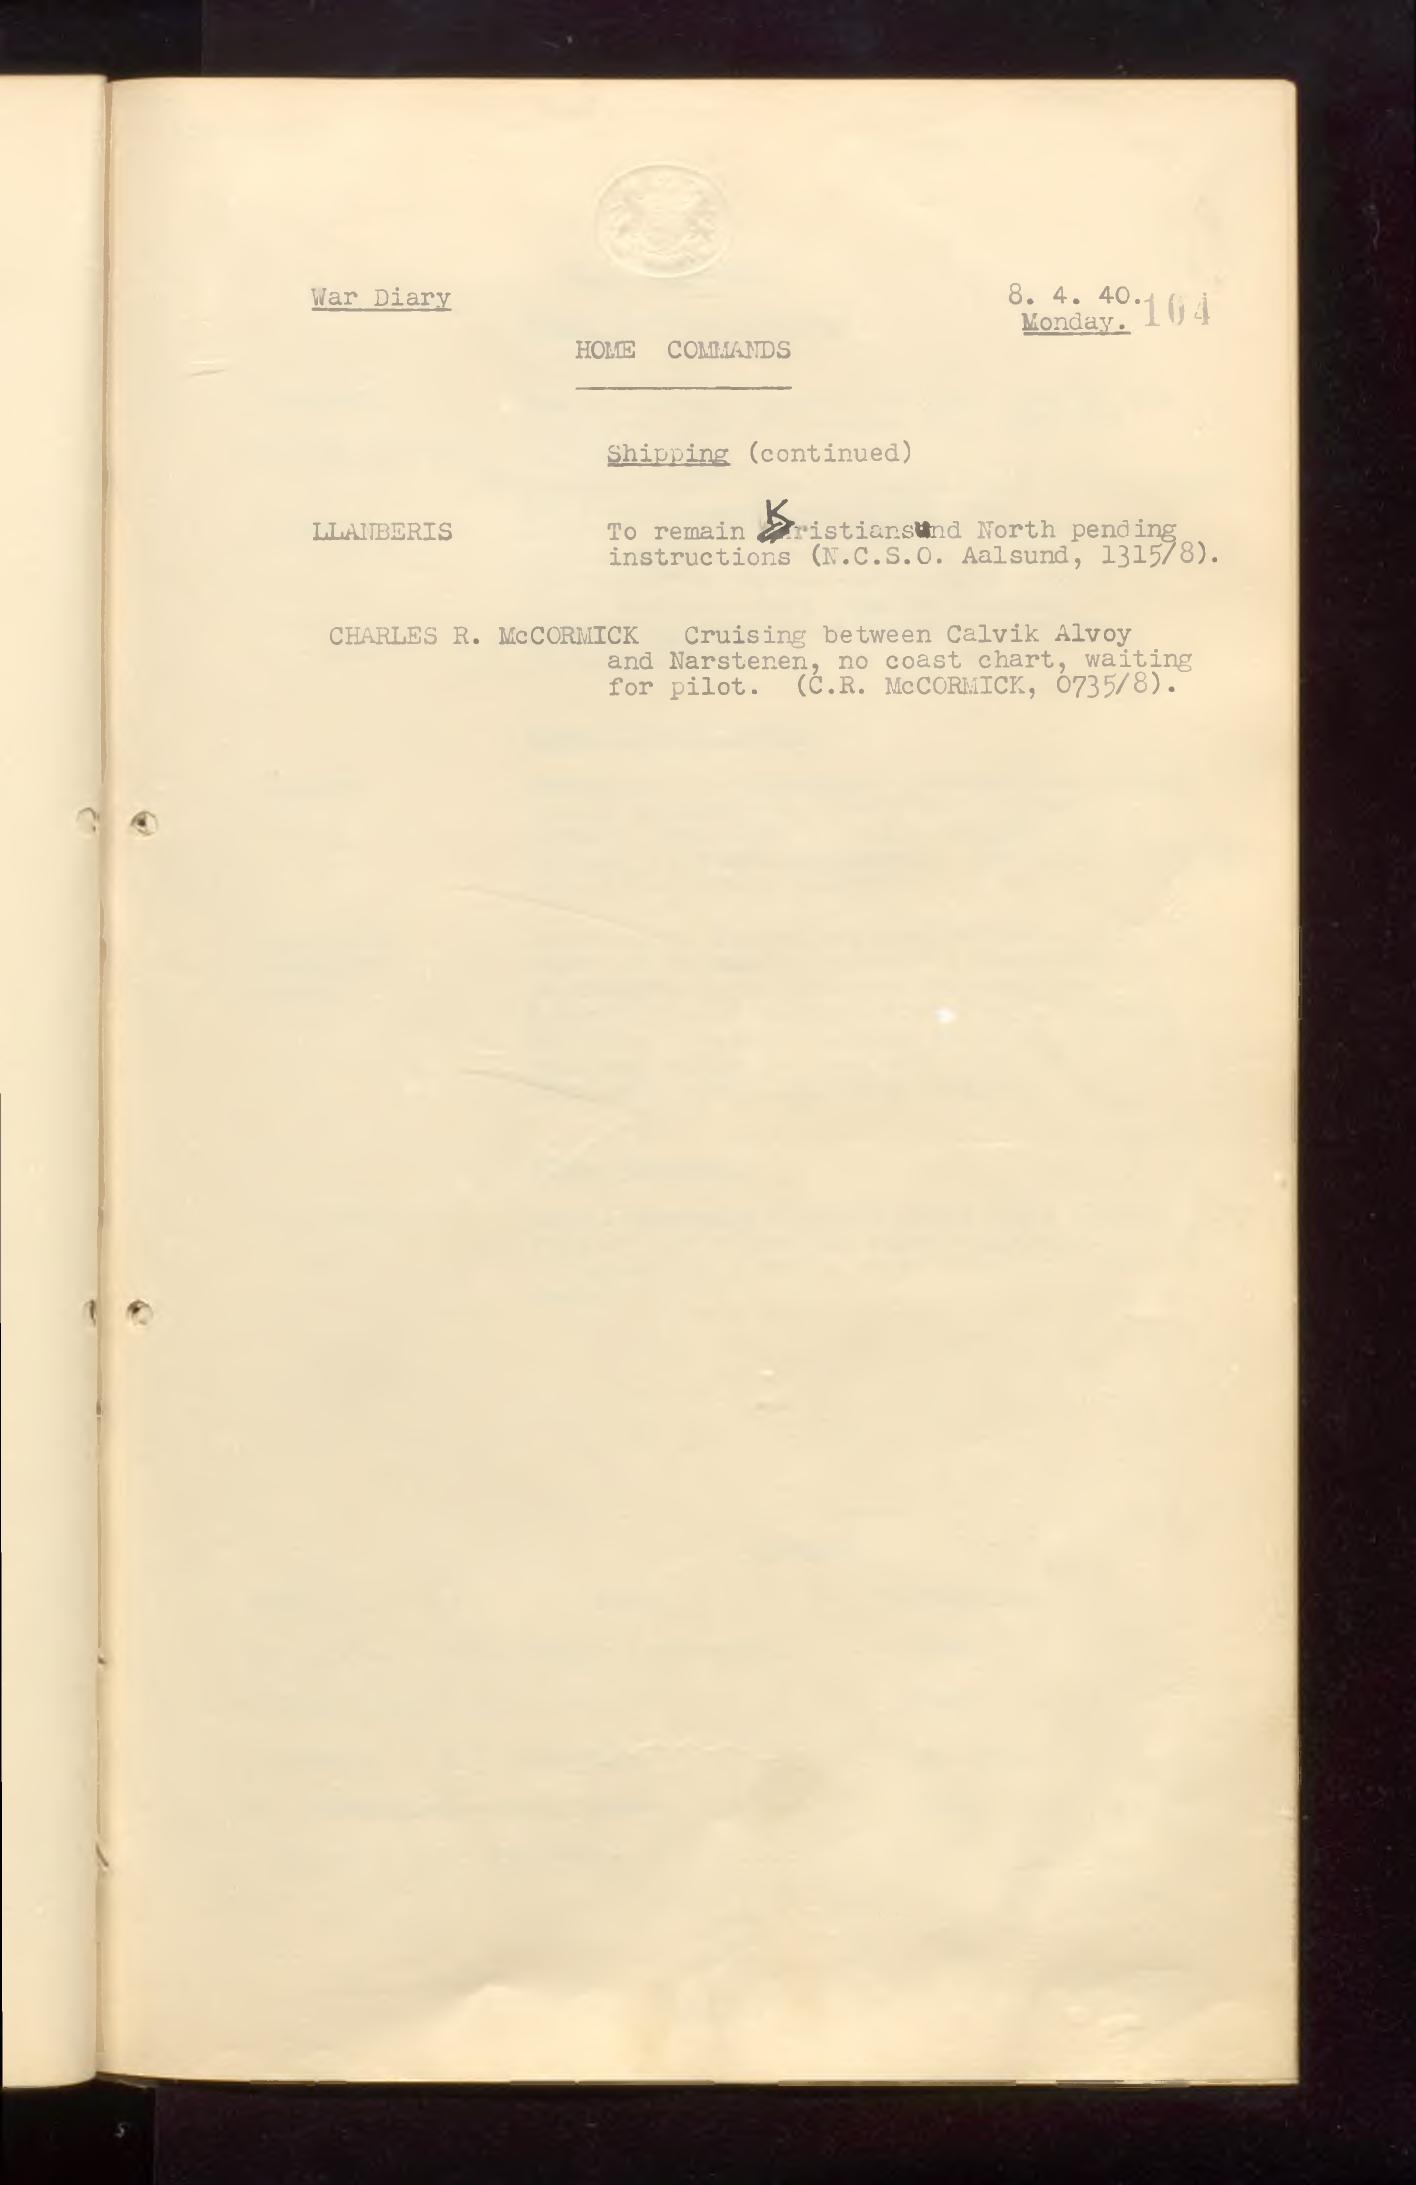 War Diary
8. 4. 40.
Monday. 104
HOME COMMANDS
Shipping (continued)
LLANBERIS To remain Kristiansund North pending
instructions (N.C.S.O. Aalsund, 1315/8).
CHARLES R. McCORMICK Cruising between Calvik Alvoy
and Narstenen, no coast chart, waiting
for pilot. (C.R. McCORMICK, 0735/8).